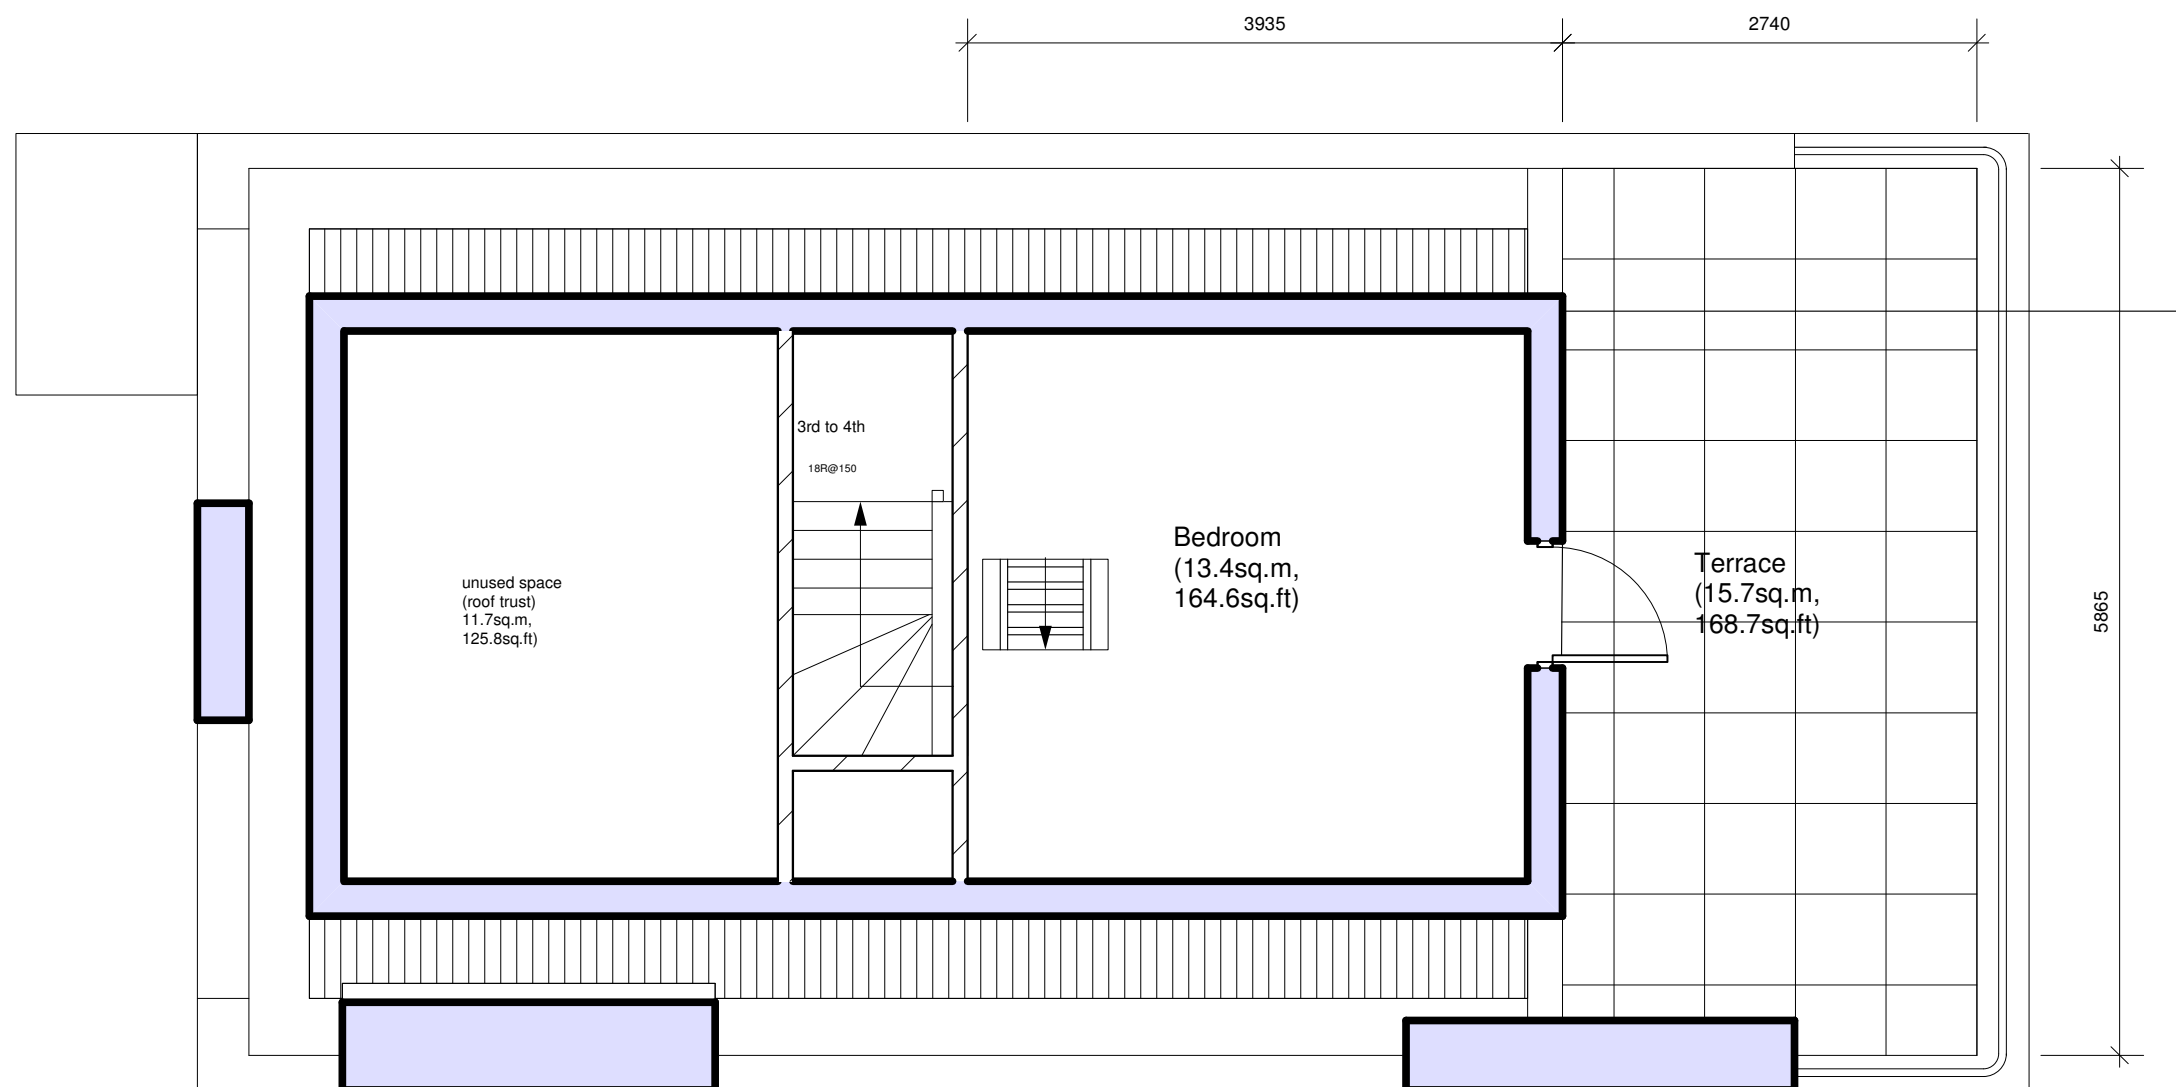 3935
2740
3rd to 4th
18R@150
Bedroom
(13.4sq.m,
164.6sq.ft)
Terrace
(15.7sq.m,
168.7sq.ft)
unused space
(roof trust)
11.7sq.m,
125.8sq.ft)
5865